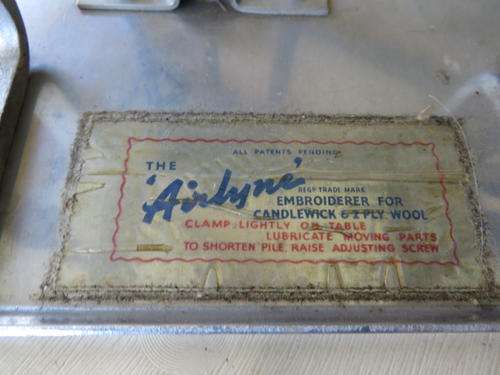 ALL PATENTS PENDING
THE
'Airlyne'
REGD TRADE MARK
EMBROIDERER FOR
CANDLEWICK & 2 PLY WOOL
CLAMP LIGHTLY ON TABLE
LUBRICATE MOVING PARTS
TO SHORTEN PILE, RAISE ADJUSTING SCREW